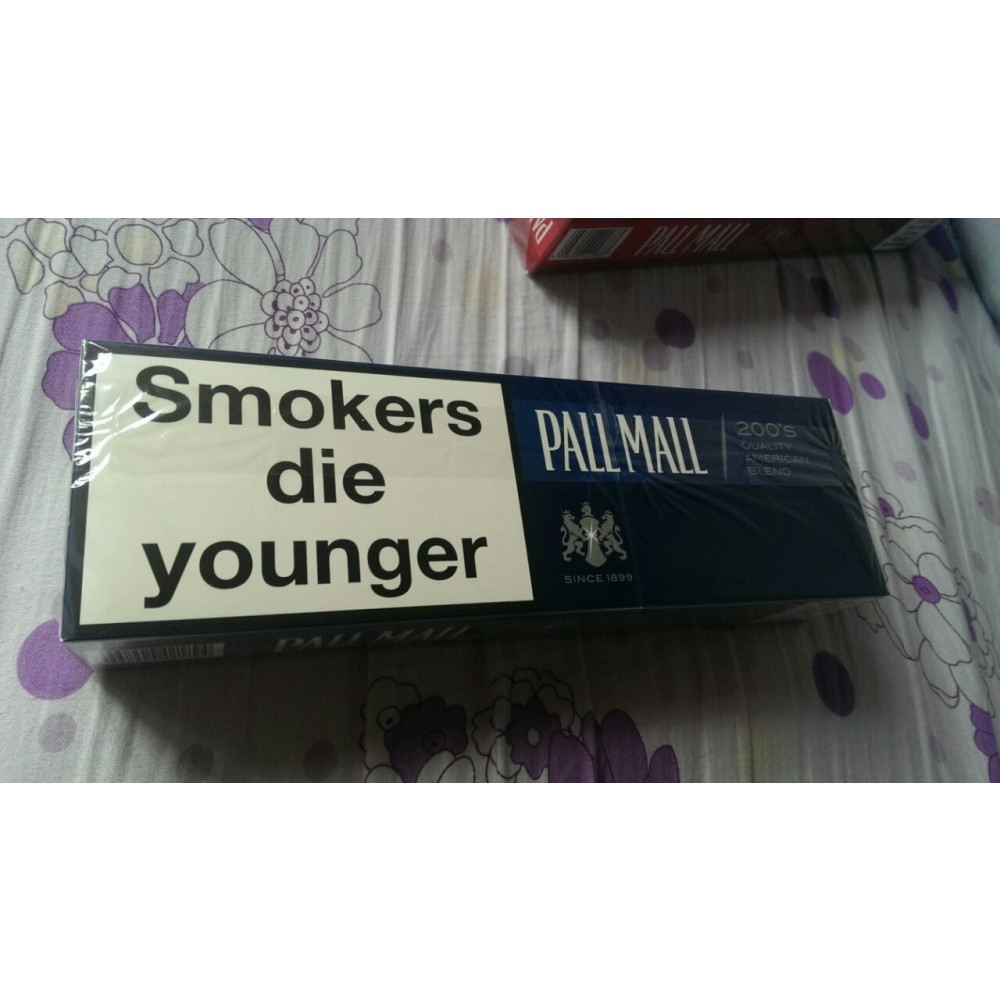 PALL MALL
Smokers
die
younger
PALL MALL
200's
QUALITY
AMERICAN
BLEND
SINCE 1899
PALL MALL